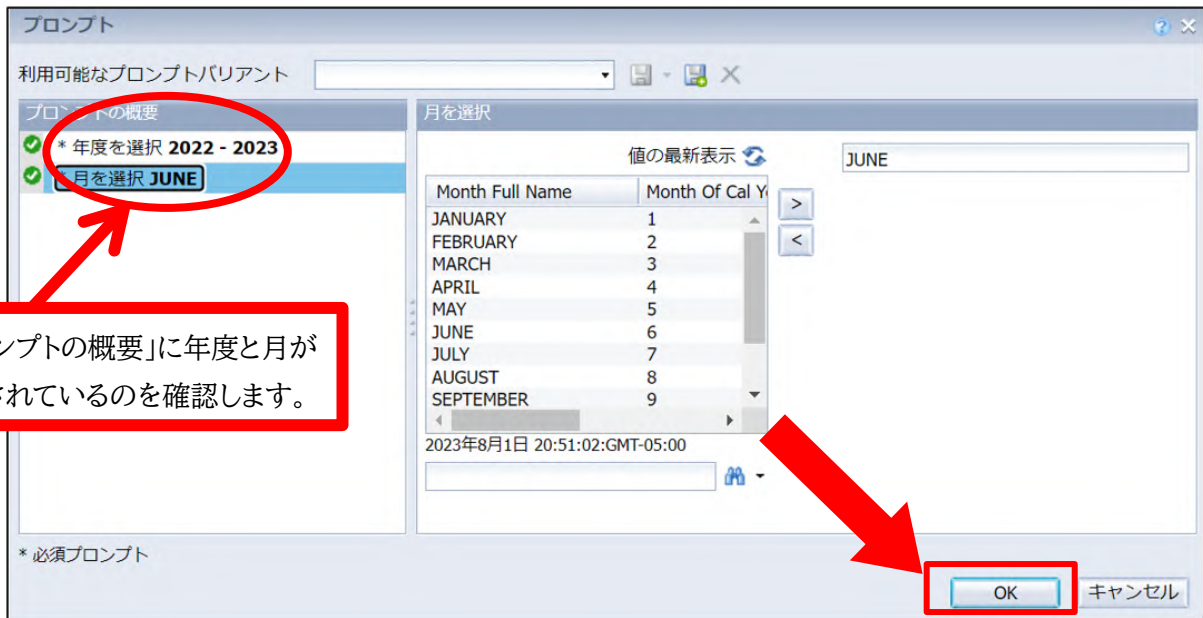 プロンプト
利用可能なプロンプトバリアント
プロンプトの概要
* 年度を選択 2022 - 2023
* 月を選択 JUNE
月を選択
値の最新表示
JUNE
Month Full Name Month Of Cal Y
JANUARY 1
FEBRUARY 2
MARCH 3
APRIL 4
MAY 5
JUNE 6
JULY 7
AUGUST 8
SEPTEMBER 9
>
<
2023年8月1日 20:51:02:GMT-05:00
ンプトの概要」に年度と月が
されているのを確認します。
* 必須プロンプト
OK キャンセル